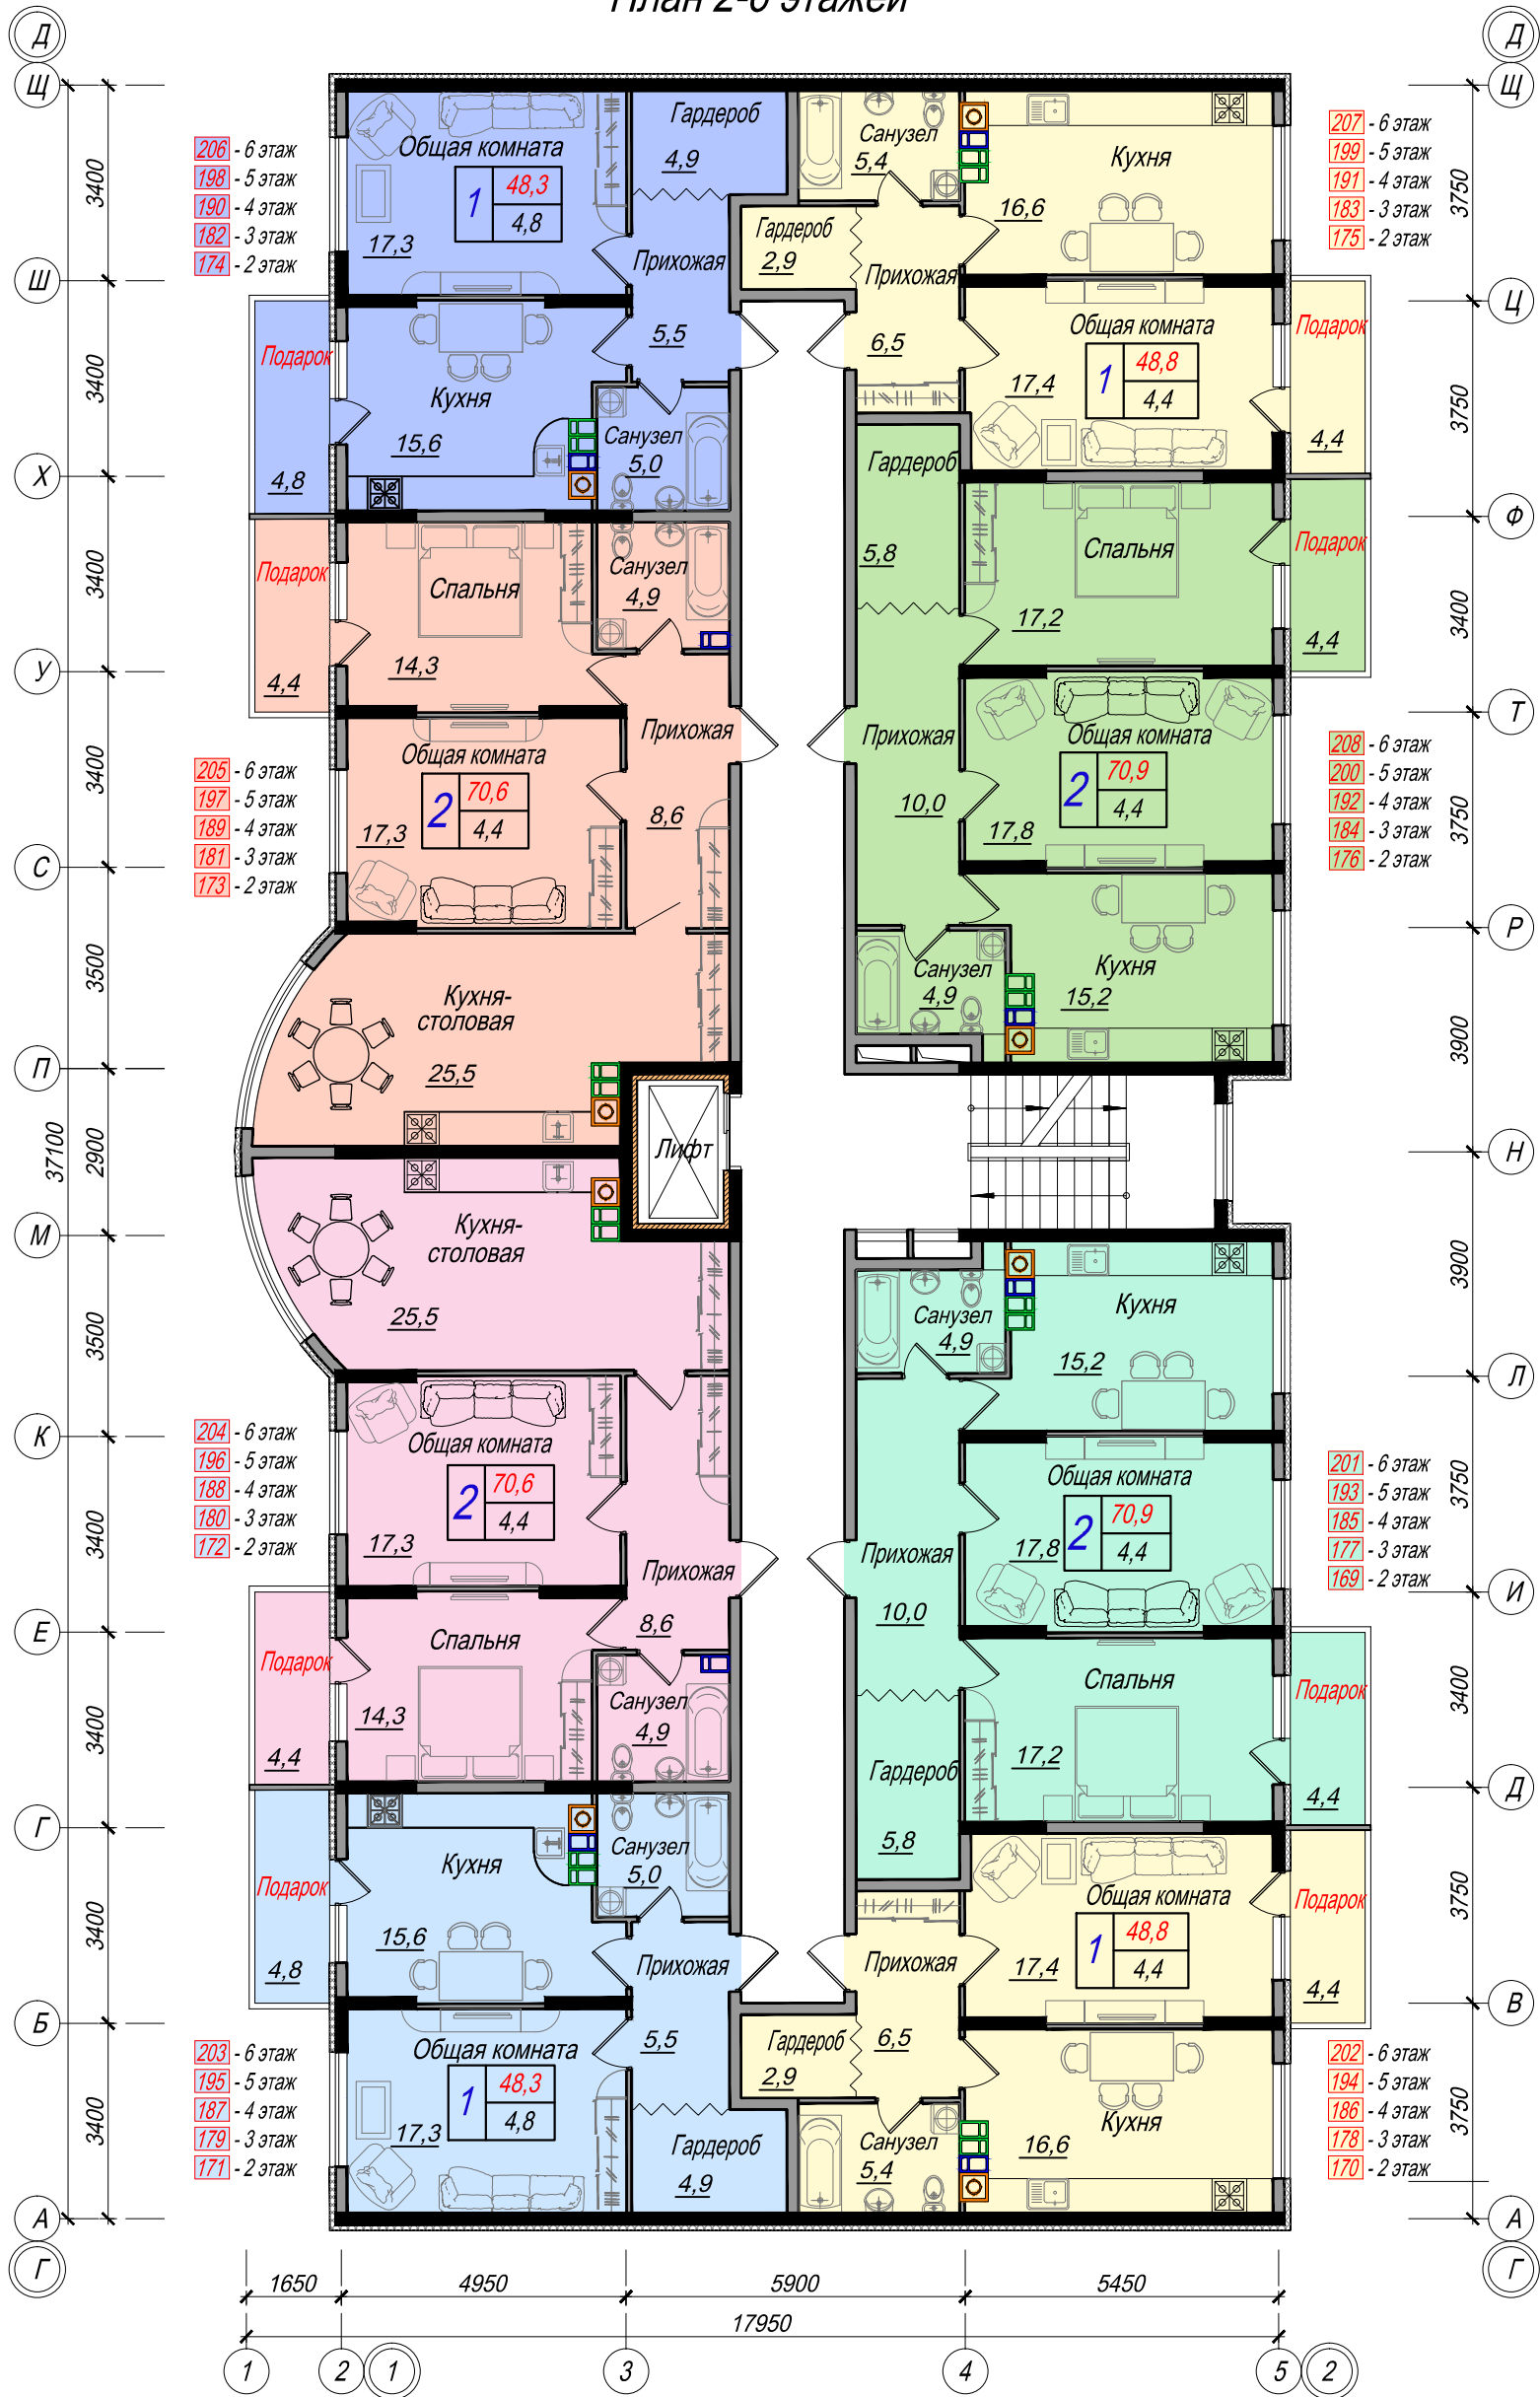 План 2-6 этажей
Д
Щ
Ш
Х
У
С
П
М
К
Е
Г
Б
А
Г
3400
3400
3400
3400
3500
2900
3500
3400
3400
3400
3400
37100
206 - 6 этаж
198 - 5 этаж
190 - 4 этаж
182 - 3 этаж
174 - 2 этаж
Общая комната
1 48,3
4,8
17,3
Гардероб
4,9
Прихожая
5,5
Подарок
4,8
Кухня
15,6
Санузел
5,0
Санузел
5,4
Гардероб
2,9
Прихожая
6,5
Кухня
16,6
Общая комната
1 48,8
4,4
17,4
Подарок
4,4
207 - 6 этаж
199 - 5 этаж
191 - 4 этаж
183 - 3 этаж
175 - 2 этаж
Подарок
4,4
Спальня
14,3
Санузел
4,9
Прихожая
8,6
Общая комната
2 70,6
4,4
17,3
205 - 6 этаж
197 - 5 этаж
189 - 4 этаж
181 - 3 этаж
173 - 2 этаж
Кухня-
столовая
25,5
Гардероб
5,8
Спальня
17,2
Подарок
4,4
Прихожая
10,0
Общая комната
2 70,9
4,4
17,8
Санузел
4,9
Кухня
15,2
208 - 6 этаж
200 - 5 этаж
192 - 4 этаж
184 - 3 этаж
176 - 2 этаж
Лифт
Кухня-
столовая
25,5
Общая комната
2 70,6
4,4
17,3
204 - 6 этаж
196 - 5 этаж
188 - 4 этаж
180 - 3 этаж
172 - 2 этаж
Прихожая
8,6
Подарок
4,4
Спальня
14,3
Санузел
4,9
Санузел
4,9
Кухня
15,2
Общая комната
2 70,9
4,4
17,8
Прихожая
10,0
201 - 6 этаж
193 - 5 этаж
185 - 4 этаж
177 - 3 этаж
169 - 2 этаж
Спальня
17,2
Подарок
4,4
Гардероб
5,8
Подарок
4,8
Кухня
15,6
Санузел
5,0
Прихожая
5,5
Общая комната
1 48,3
4,8
17,3
Гардероб
4,9
203 - 6 этаж
195 - 5 этаж
187 - 4 этаж
179 - 3 этаж
171 - 2 этаж
Общая комната
1 48,8
4,4
17,4
Подарок
4,4
Прихожая
6,5
Гардероб
2,9
Санузел
5,4
Кухня
16,6
202 - 6 этаж
194 - 5 этаж
186 - 4 этаж
178 - 3 этаж
170 - 2 этаж
Д
Щ
Ц
Ф
Т
Р
Н
Л
И
Д
В
А
Г
3750
3750
3400
3750
3900
3900
3750
3400
3750
3750
1650 4950 5900 5450
17950
1 2 1 3 4 5 2